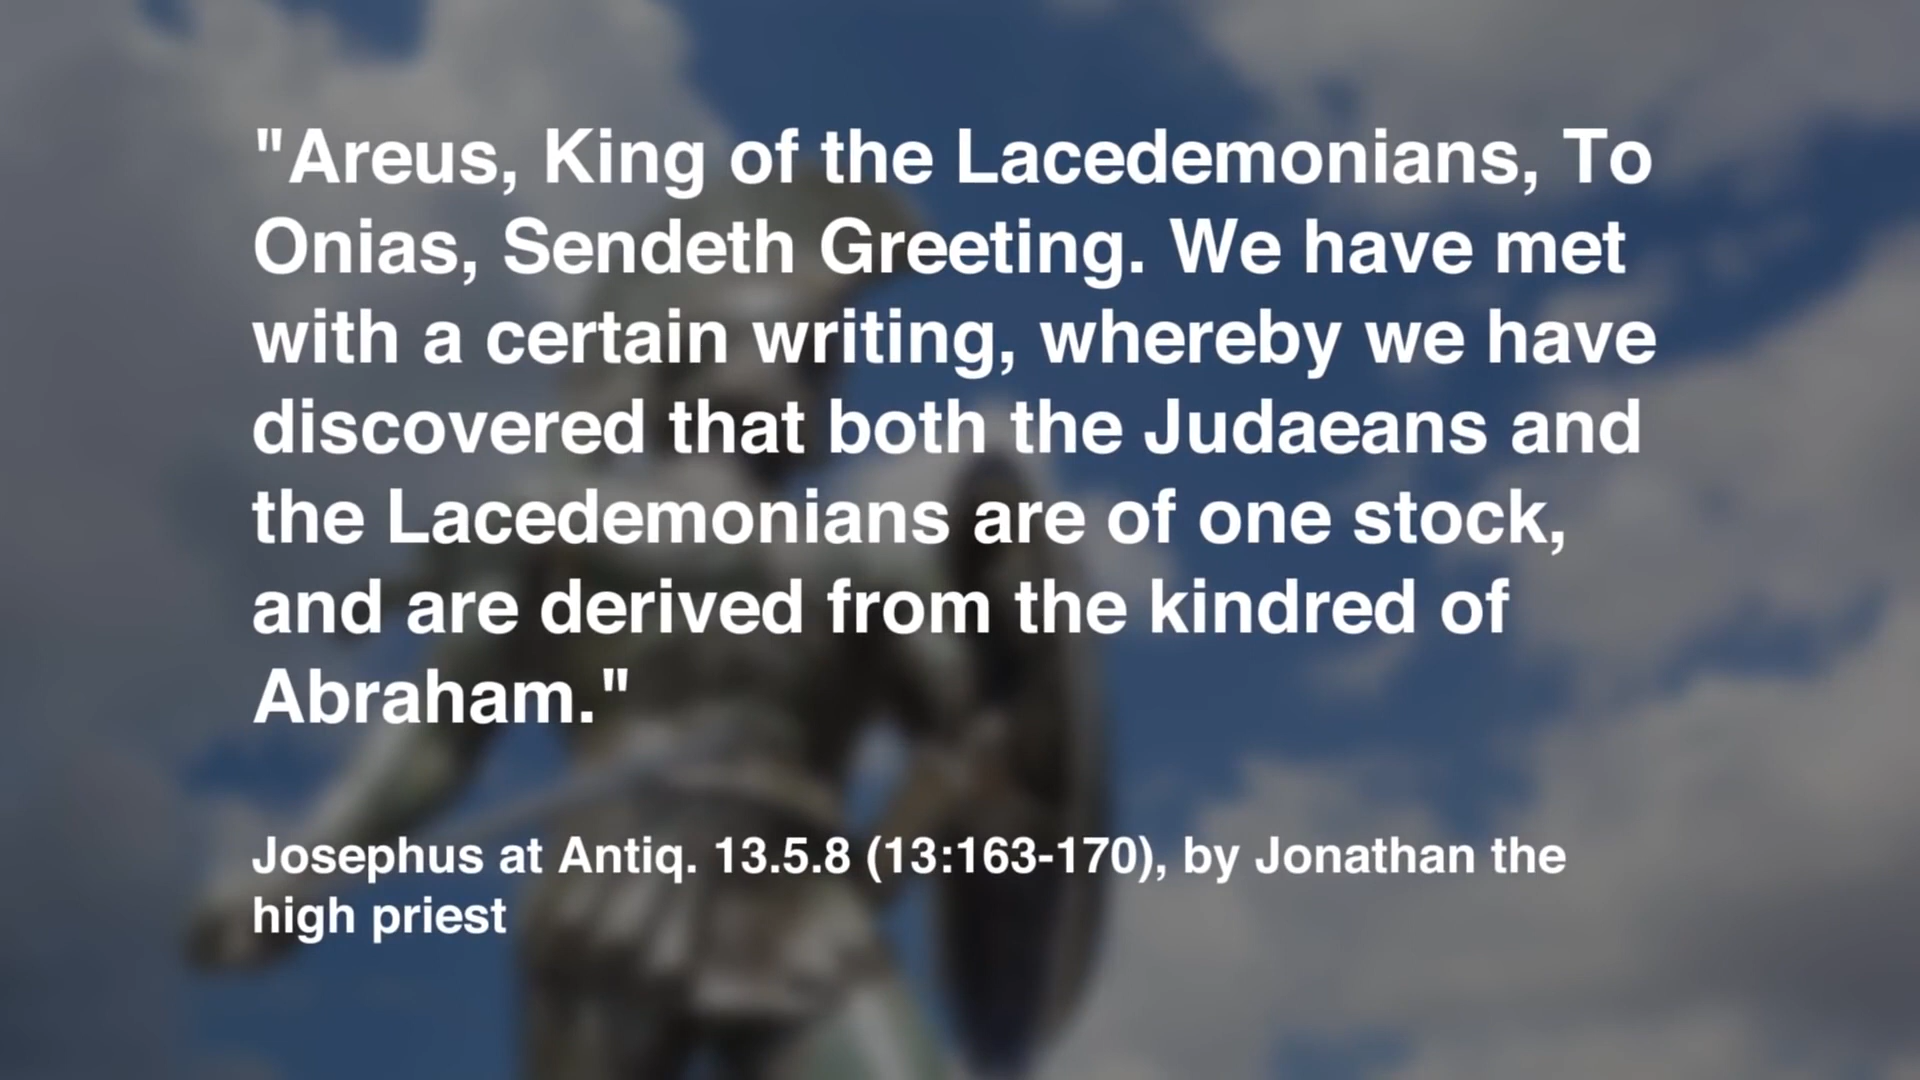 "Areus, King of the Lacedemonians, To
Onias, Sendeth Greeting. We have met
with a certain writing, whereby we have
discovered that both the Judaeans and
the Lacedemonians are of one stock,
and are derived from the kindred of
Abraham."
Josephus at Antiq. 13.5.8 (13:163-170), by Jonathan the
high priest